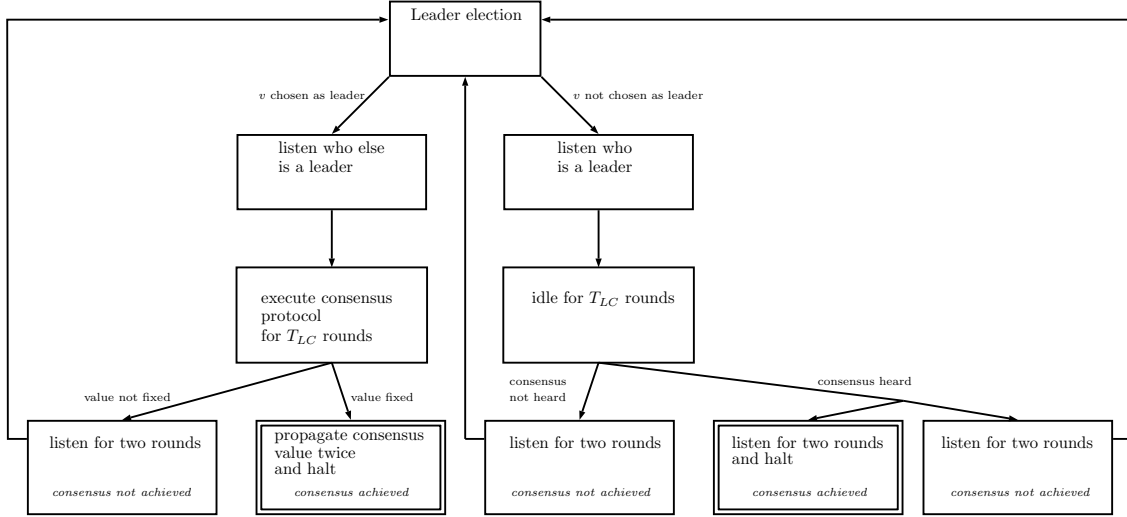 Leader election
v chosen as leader
v not chosen as leader
listen who else
is a leader
listen who
is a leader
execute consensus
protocol
for T_LC rounds
idle for T_LC rounds
value not fixed
value fixed
consensus
not heard
consensus heard
listen for two rounds
consensus not achieved
propagate consensus
value twice
and halt
consensus achieved
listen for two rounds
consensus not achieved
listen for two rounds
and halt
consensus achieved
listen for two rounds
consensus not achieved